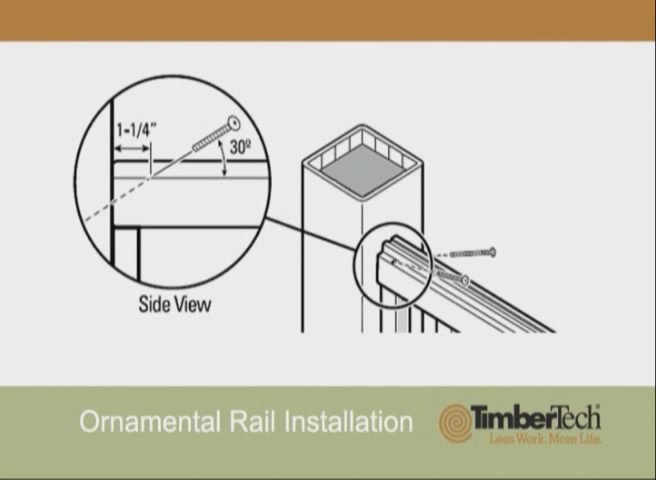 1-1/4"
30º
Side View
Ornamental Rail Installation
TimberTech®
Less Work. More Life.